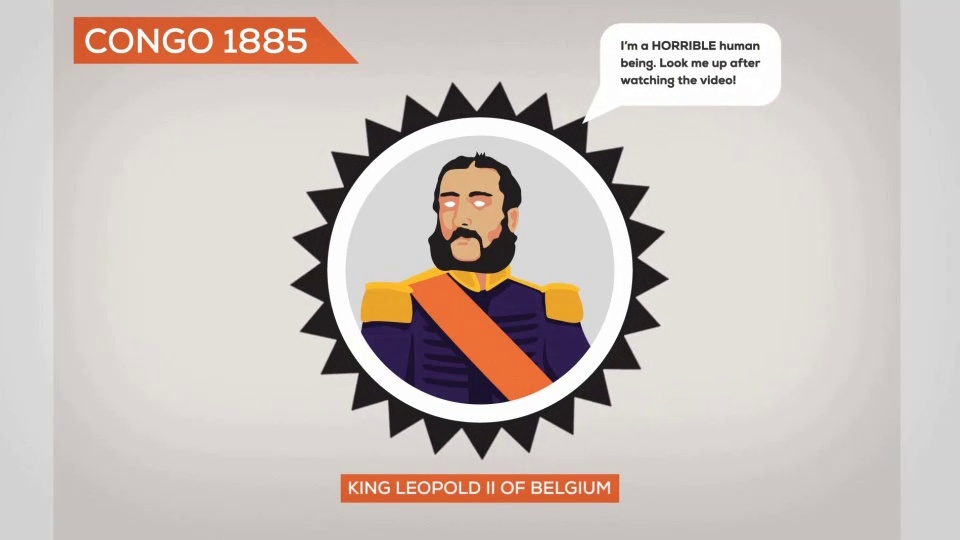 CONGO 1885
I'm a HORRIBLE human
being. Look me up after
watching the video!
KING LEOPOLD II OF BELGIUM